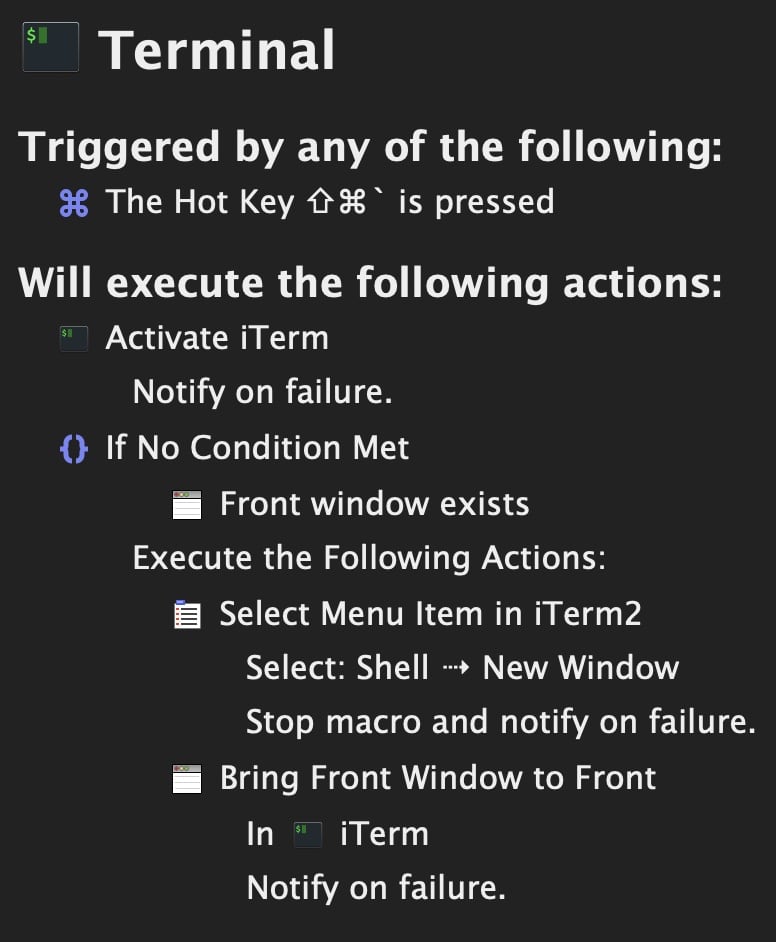 Terminal
Triggered by any of the following:
⌘ The Hot Key ⇧⌘` is pressed
Will execute the following actions:
Activate iTerm
Notify on failure.
{} If No Condition Met
Front window exists
Execute the Following Actions:
Select Menu Item in iTerm2
Select: Shell ⤑ New Window
Stop macro and notify on failure.
Bring Front Window to Front
In iTerm
Notify on failure.